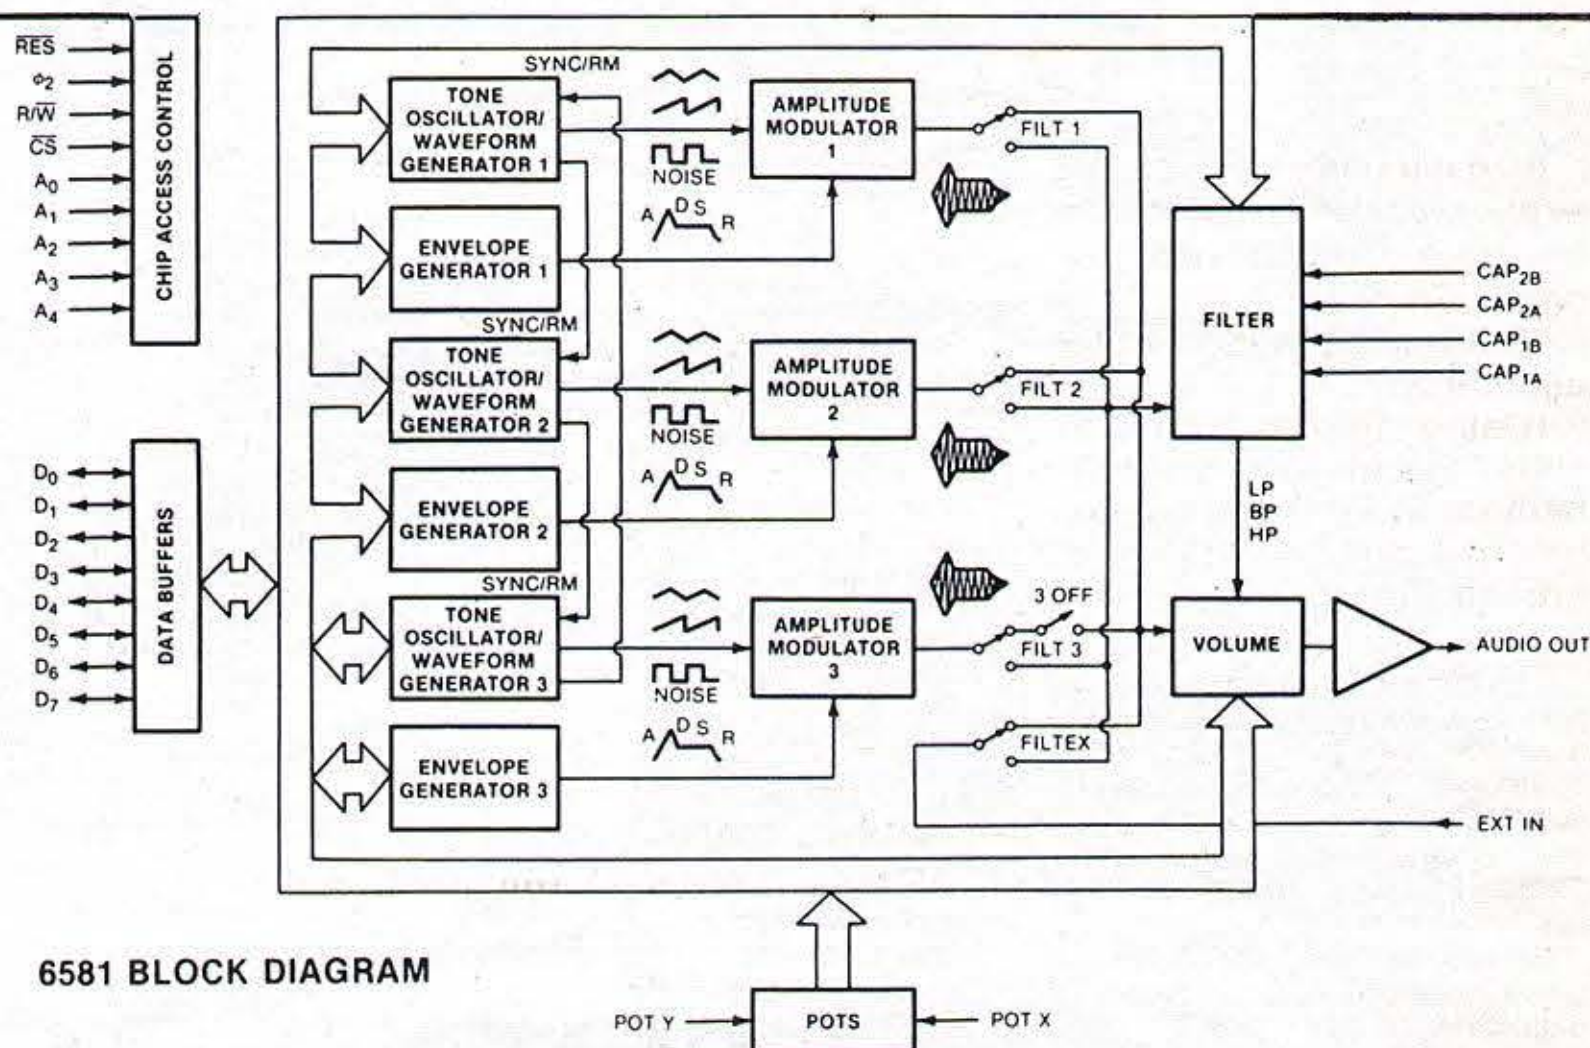 R̅E̅S̅
φ2
R/W̅
C̅S̅
A0
A1
A2
A3
A4
CHIP ACCESS CONTROL
D0
D1
D2
D3
D4
D5
D6
D7
DATA BUFFERS
SYNC/RM
TONE
OSCILLATOR/
WAVEFORM
GENERATOR 1
NOISE
A D S R
AMPLITUDE
MODULATOR
1
FILT 1
ENVELOPE
GENERATOR 1
SYNC/RM
TONE
OSCILLATOR/
WAVEFORM
GENERATOR 2
NOISE
A D S R
AMPLITUDE
MODULATOR
2
FILT 2
ENVELOPE
GENERATOR 2
SYNC/RM
TONE
OSCILLATOR/
WAVEFORM
GENERATOR 3
NOISE
A D S R
AMPLITUDE
MODULATOR
3
3 OFF
FILT 3
ENVELOPE
GENERATOR 3
FILTEX
FILTER
CAP2B
CAP2A
CAP1B
CAP1A
LP
BP
HP
VOLUME
AUDIO OUT
EXT IN
6581 BLOCK DIAGRAM
POT Y
POTS
POT X